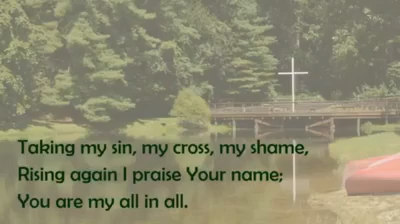 Taking my sin, my cross, my shame,
Rising again I praise Your name;
You are my all in all.